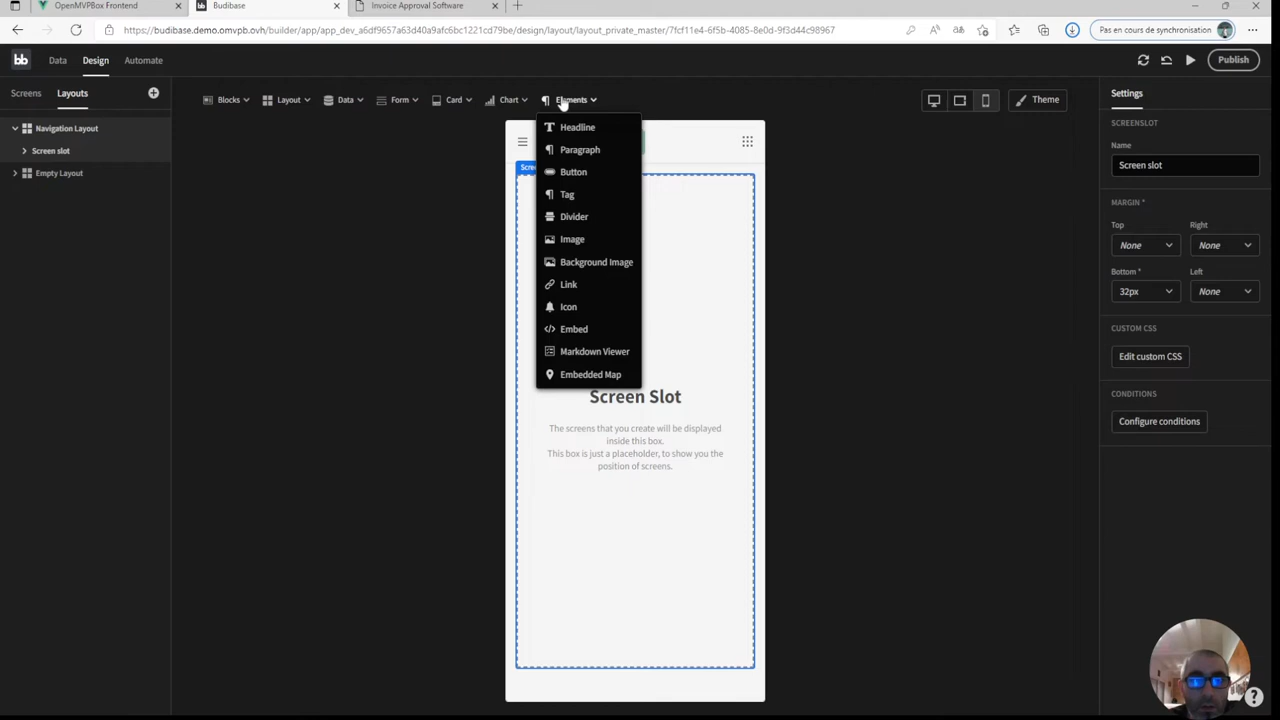 OpenMVPBox Frontend
Budibase
Invoice Approval Software
https://budibase.demo.omvpb.ovh/builder/app/app_dev_a6df9657a63d40a9afc6bc1221cd79be/design/layout/layout_private_master/7fcf11e4-6f5b-4085-8e0d-9f3d44c98967
Pas en cours de synchronisation
bb
Data
Design
Automate
Publish
Screens
Layouts
Blocks
Layout
Data
Form
Card
Chart
Elements
Theme
Settings
Navigation Layout
Screen slot
Empty Layout
Headline
Paragraph
Button
Tag
Divider
Image
Background Image
Link
Icon
Embed
Markdown Viewer
Embedded Map
Screen Slot
The screens that you create will be displayed
inside this box.
This box is just a placeholder, to show you the
position of screens.
SCREENSLOT
Name
Screen slot
MARGIN *
Top
Right
None
None
Bottom *
Left
32px
None
CUSTOM CSS
Edit custom CSS
CONDITIONS
Configure conditions